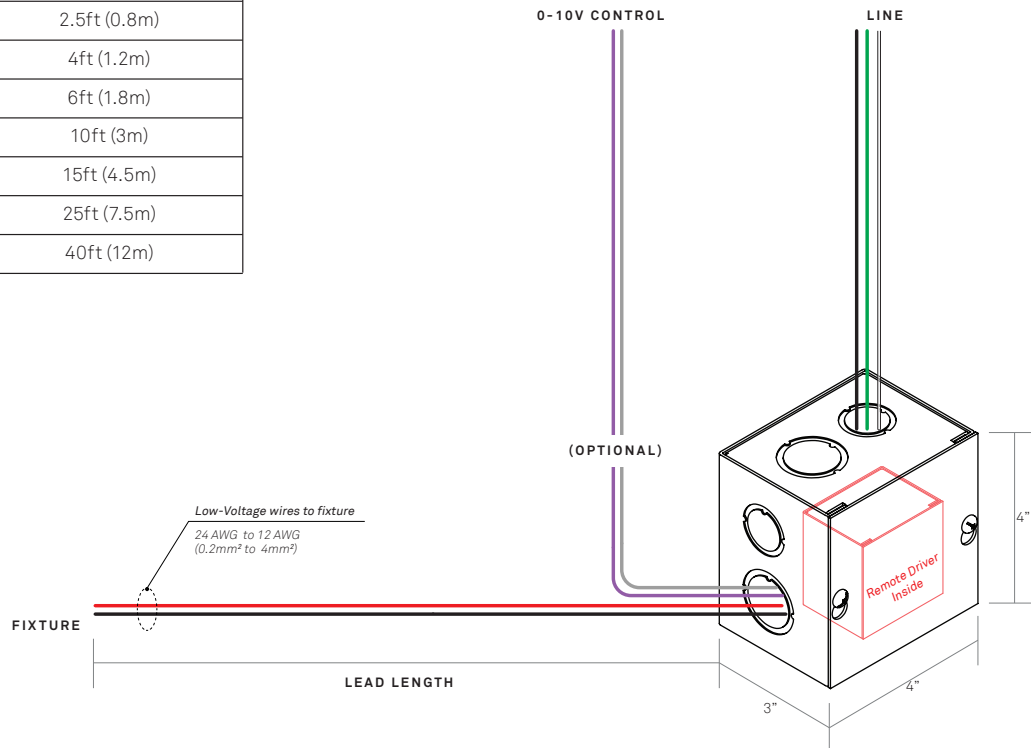 2.5ft (0.8m)
4ft (1.2m)
6ft (1.8m)
10ft (3m)
15ft (4.5m)
25ft (7.5m)
40ft (12m)
0-10V CONTROL
LINE
(OPTIONAL)
Low-Voltage wires to fixture
24 AWG to 12 AWG
(0.2mm² to 4mm²)
Remote Driver
Inside
4”
FIXTURE
LEAD LENGTH
3”
4”